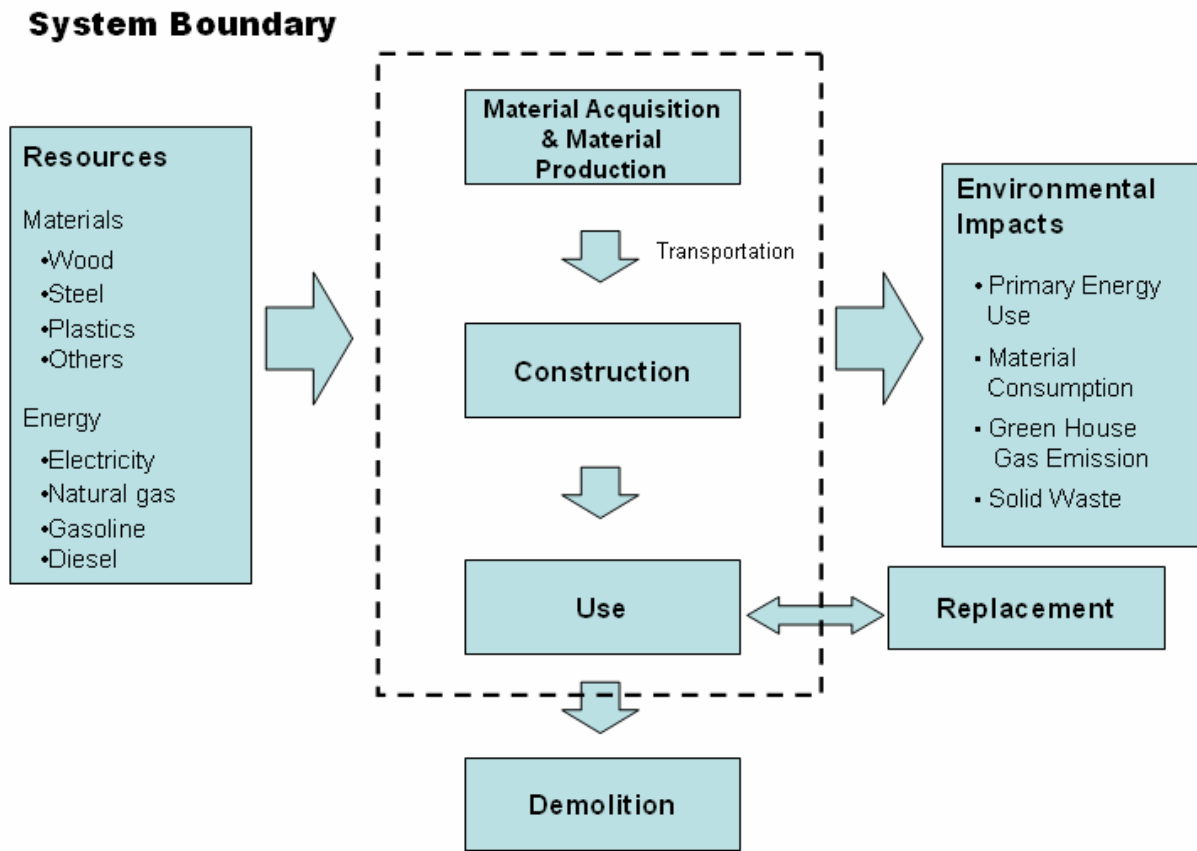 System Boundary
Resources
Materials
•Wood
•Steel
•Plastics
•Others
Energy
•Electricity
•Natural gas
•Gasoline
•Diesel
Material Acquisition
& Material
Production
Transportation
Construction
Use
Demolition
Environmental
Impacts
• Primary Energy
Use
▪ Material
Consumption
▪ Green House
Gas Emission
▪ Solid Waste
Replacement